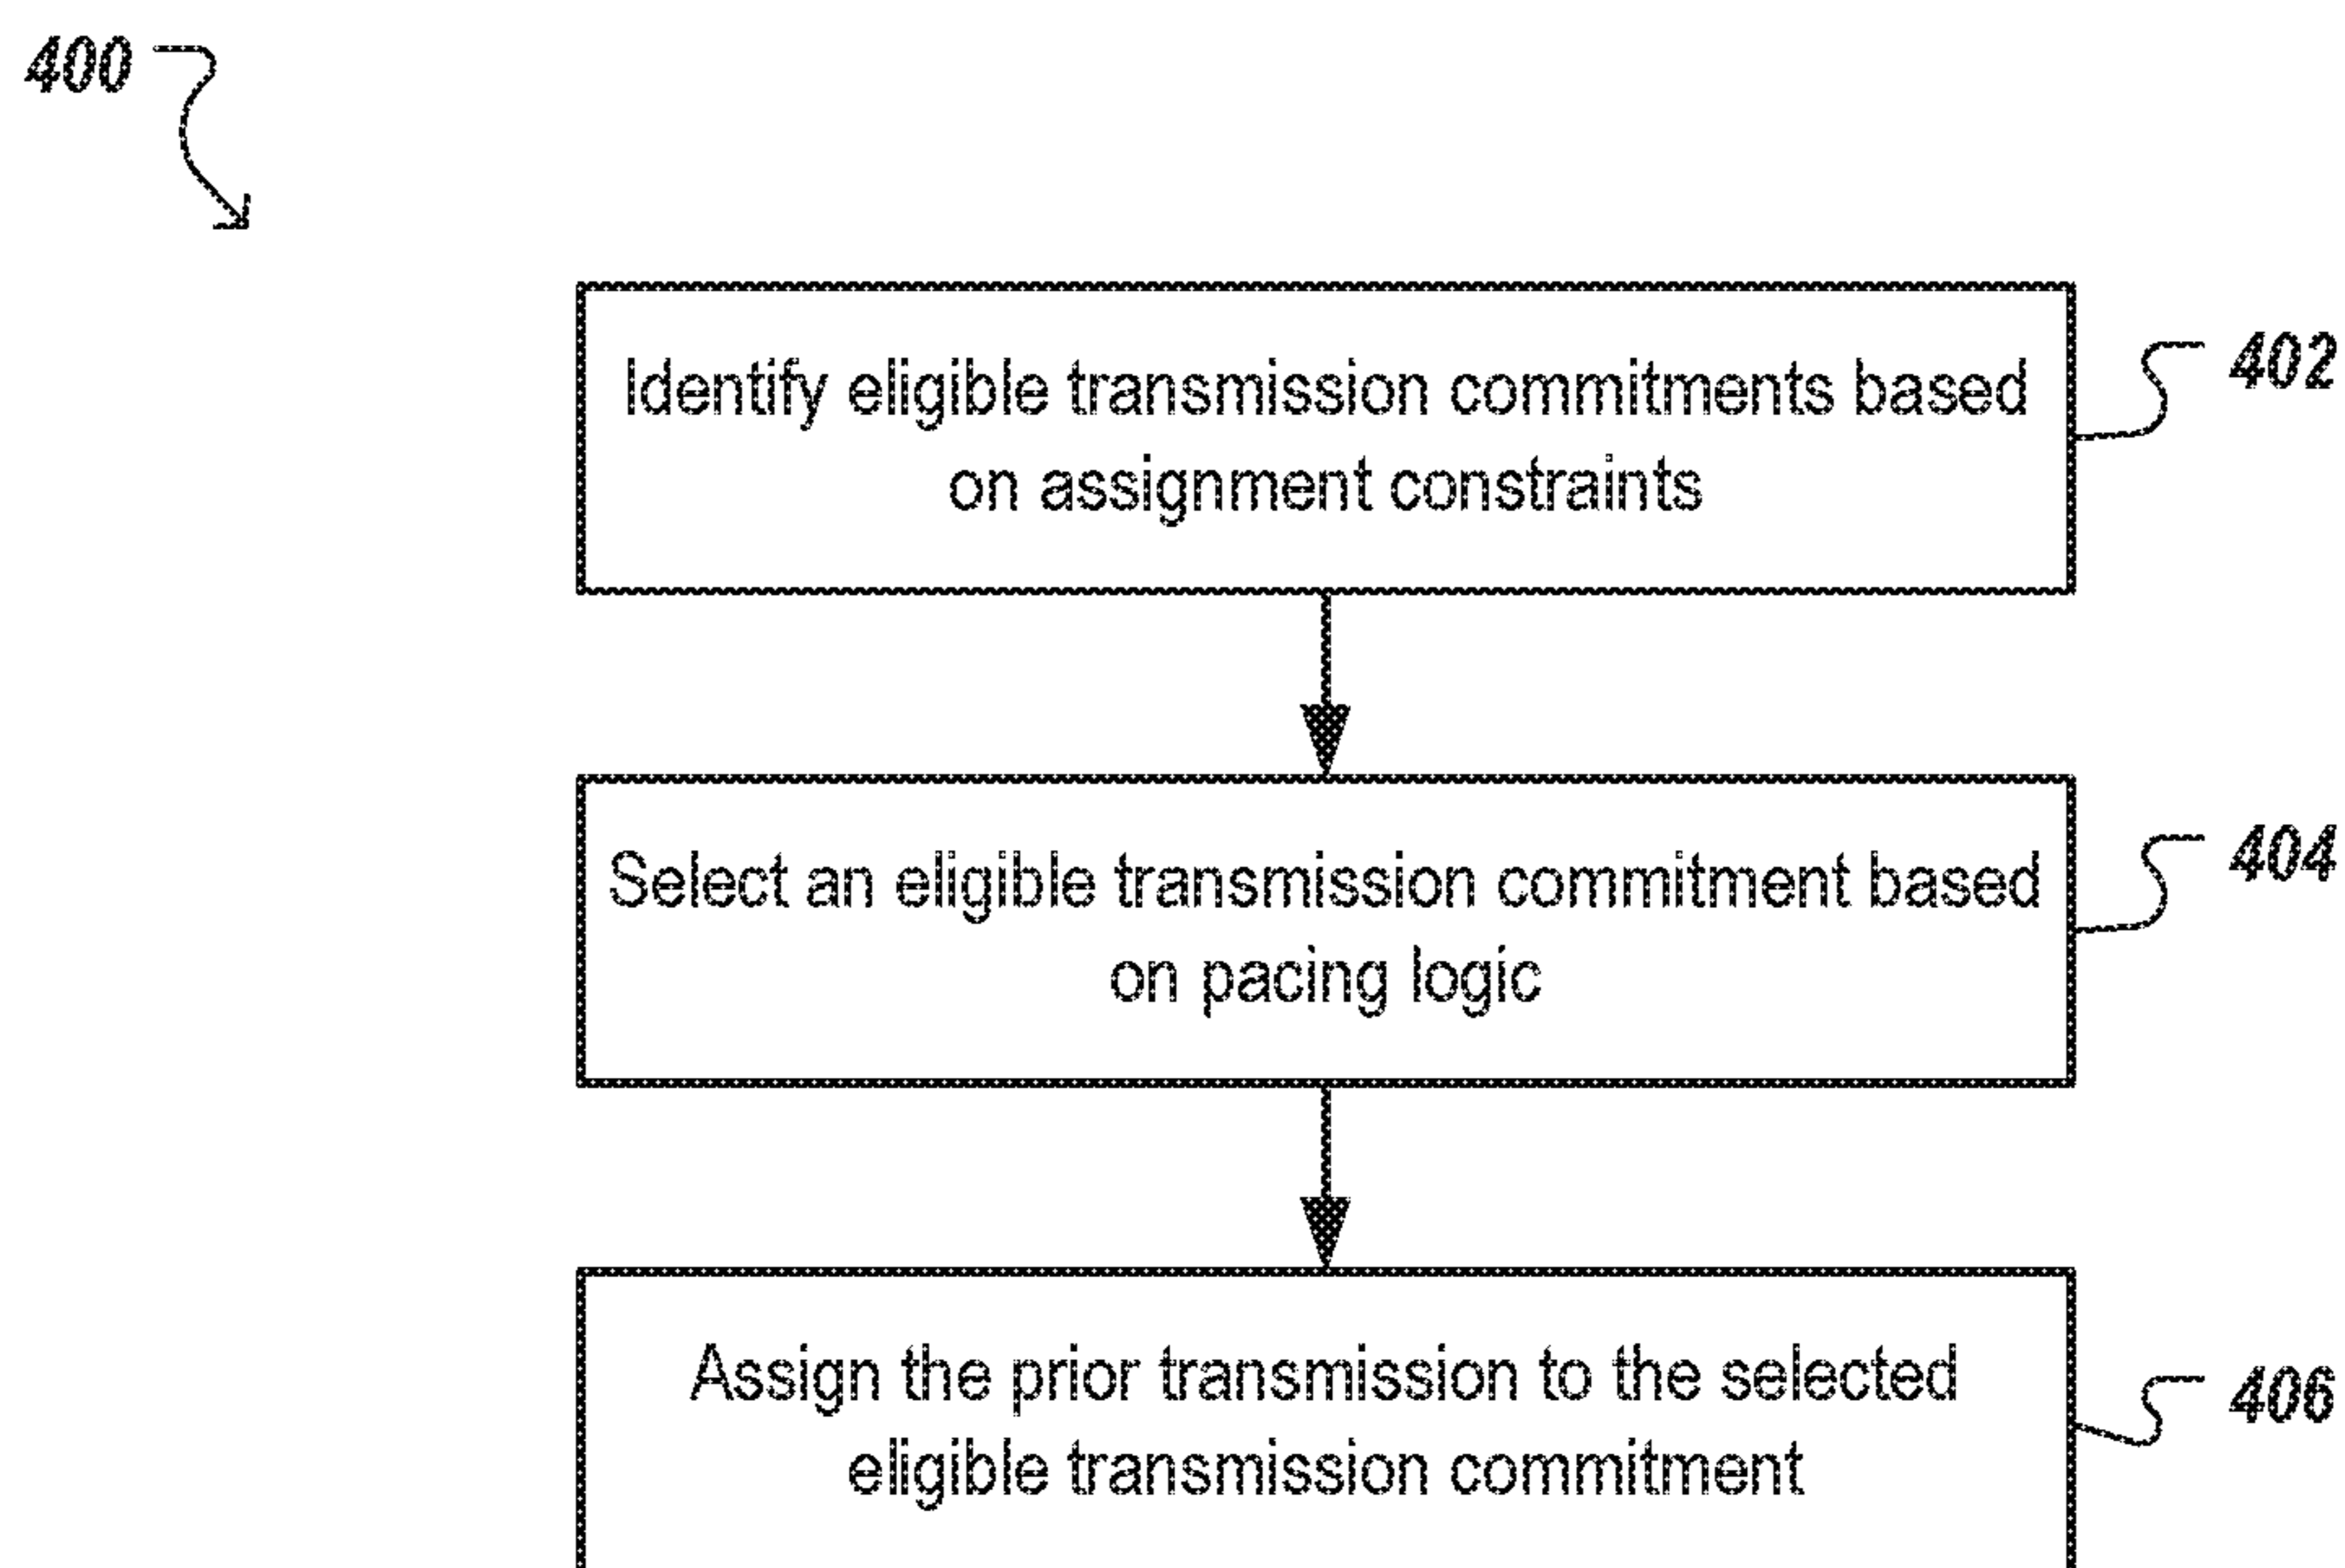 400
Identify eligible transmission commitments based
on assignment constraints
402
Select an eligible transmission commitment based
on pacing logic
404
Assign the prior transmission to the selected
eligible transmission commitment
406